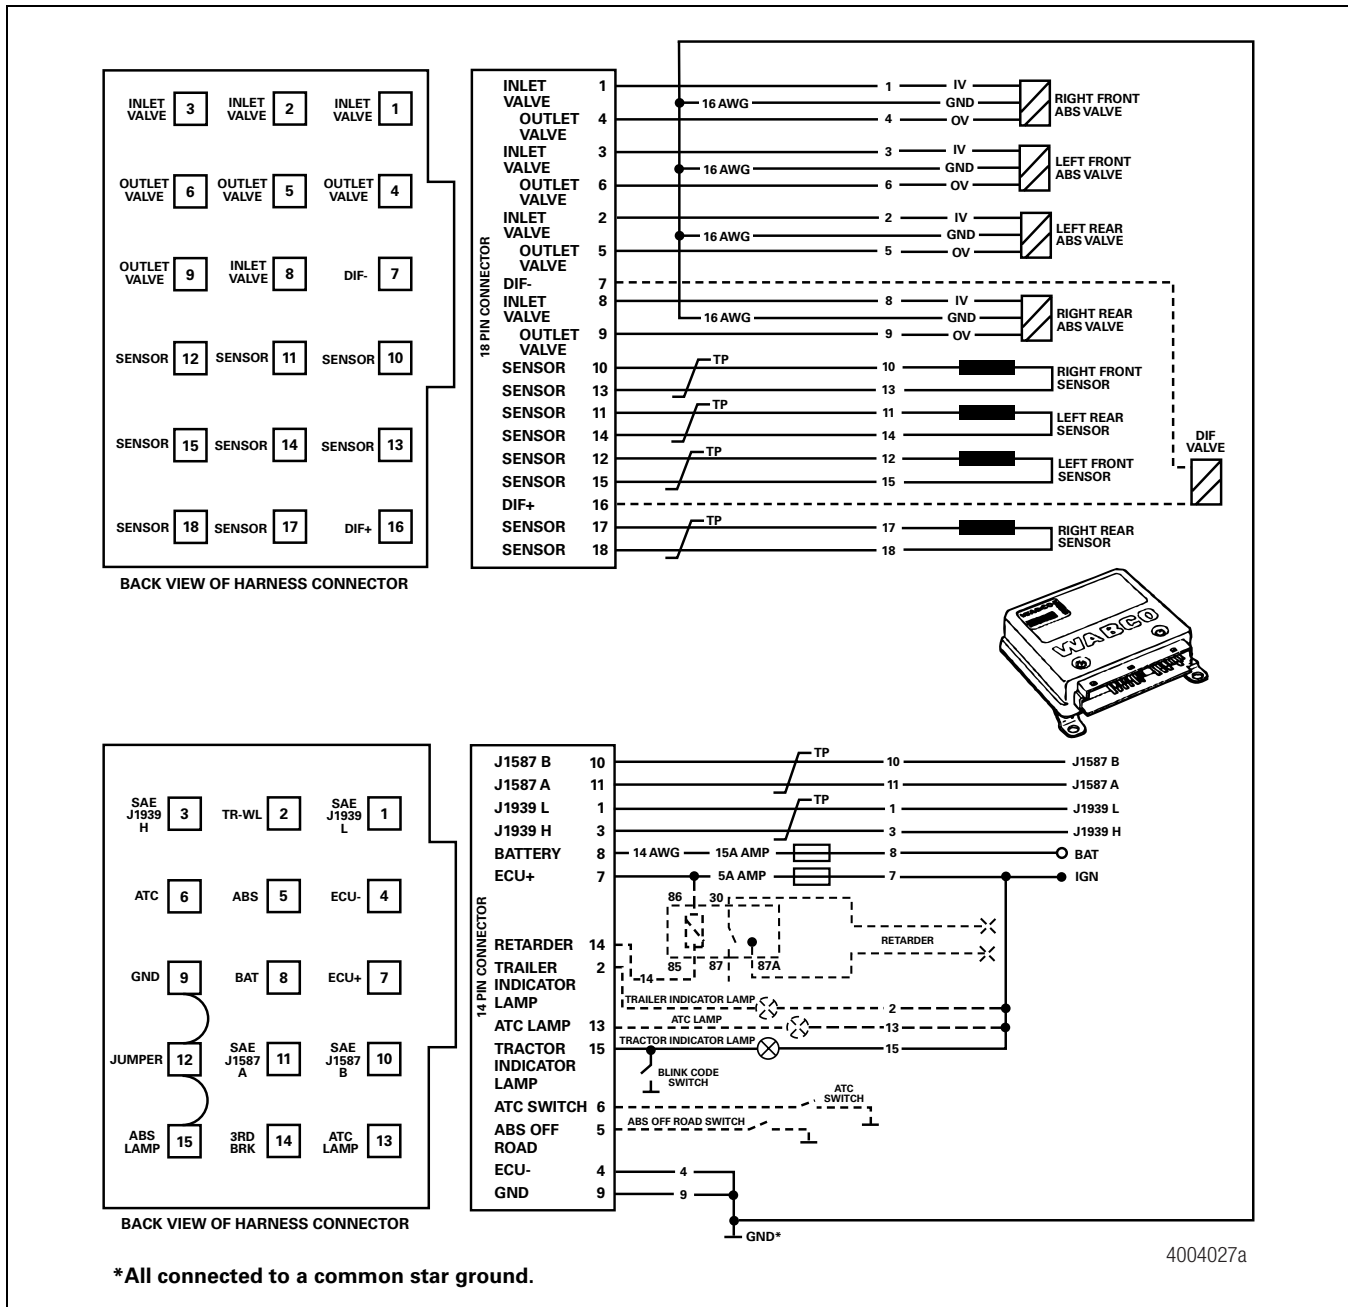 INLET VALVE 3
INLET VALVE 2
INLET VALVE 1
OUTLET VALVE 6
OUTLET VALVE 5
OUTLET VALVE 4
OUTLET VALVE 9
INLET VALVE 8
DIF- 7
SENSOR 12
SENSOR 11
SENSOR 10
SENSOR 15
SENSOR 14
SENSOR 13
SENSOR 18
SENSOR 17
DIF+ 16
BACK VIEW OF HARNESS CONNECTOR
18 PIN CONNECTOR
INLET VALVE 1
OUTLET VALVE 4
INLET VALVE 3
OUTLET VALVE 6
INLET VALVE 2
OUTLET VALVE 5
DIF- 7
INLET VALVE 8
OUTLET VALVE 9
SENSOR 10
SENSOR 13
SENSOR 11
SENSOR 14
SENSOR 12
SENSOR 15
DIF+ 16
SENSOR 17
SENSOR 18
1 IV
16 AWG GND
4 OV
RIGHT FRONT
ABS VALVE
3 IV
16 AWG GND
6 OV
LEFT FRONT
ABS VALVE
2 IV
16 AWG GND
5 OV
LEFT REAR
ABS VALVE
8 IV
16 AWG GND
9 OV
RIGHT REAR
ABS VALVE
TP 10
13
RIGHT FRONT
SENSOR
TP 11
14
LEFT REAR
SENSOR
TP 12
15
LEFT FRONT
SENSOR
DIF
VALVE
TP 17
18
RIGHT REAR
SENSOR
WABCO
WABCO
SAE J1939 H 3
TR-WL 2
SAE J1939 L 1
ATC 6
ABS 5
ECU- 4
GND 9
BAT 8
ECU+ 7
JUMPER 12
SAE J1587 A 11
SAE J1587 B 10
ABS LAMP 15
3RD BRK 14
ATC LAMP 13
BACK VIEW OF HARNESS CONNECTOR
14 PIN CONNECTOR
J1587 B 10
J1587 A 11
J1939 L 1
J1939 H 3
BATTERY 8
ECU+ 7
RETARDER 14
TRAILER INDICATOR LAMP 2
ATC LAMP 13
TRACTOR INDICATOR LAMP 15
ATC SWITCH 6
ABS OFF ROAD 5
ECU- 4
GND 9
TP 10 J1587 B
11 J1587 A
TP 1 J1939 L
3 J1939 H
14 AWG 15A AMP 8 BAT
5A AMP 7 IGN
86 30
85 87 87A
14
RETARDER
TRAILER INDICATOR LAMP 2
ATC LAMP 13
TRACTOR INDICATOR LAMP 15
BLINK CODE
SWITCH
ATC
SWITCH
ABS OFF ROAD SWITCH
4
9
GND*
4004027a
*All connected to a common star ground.